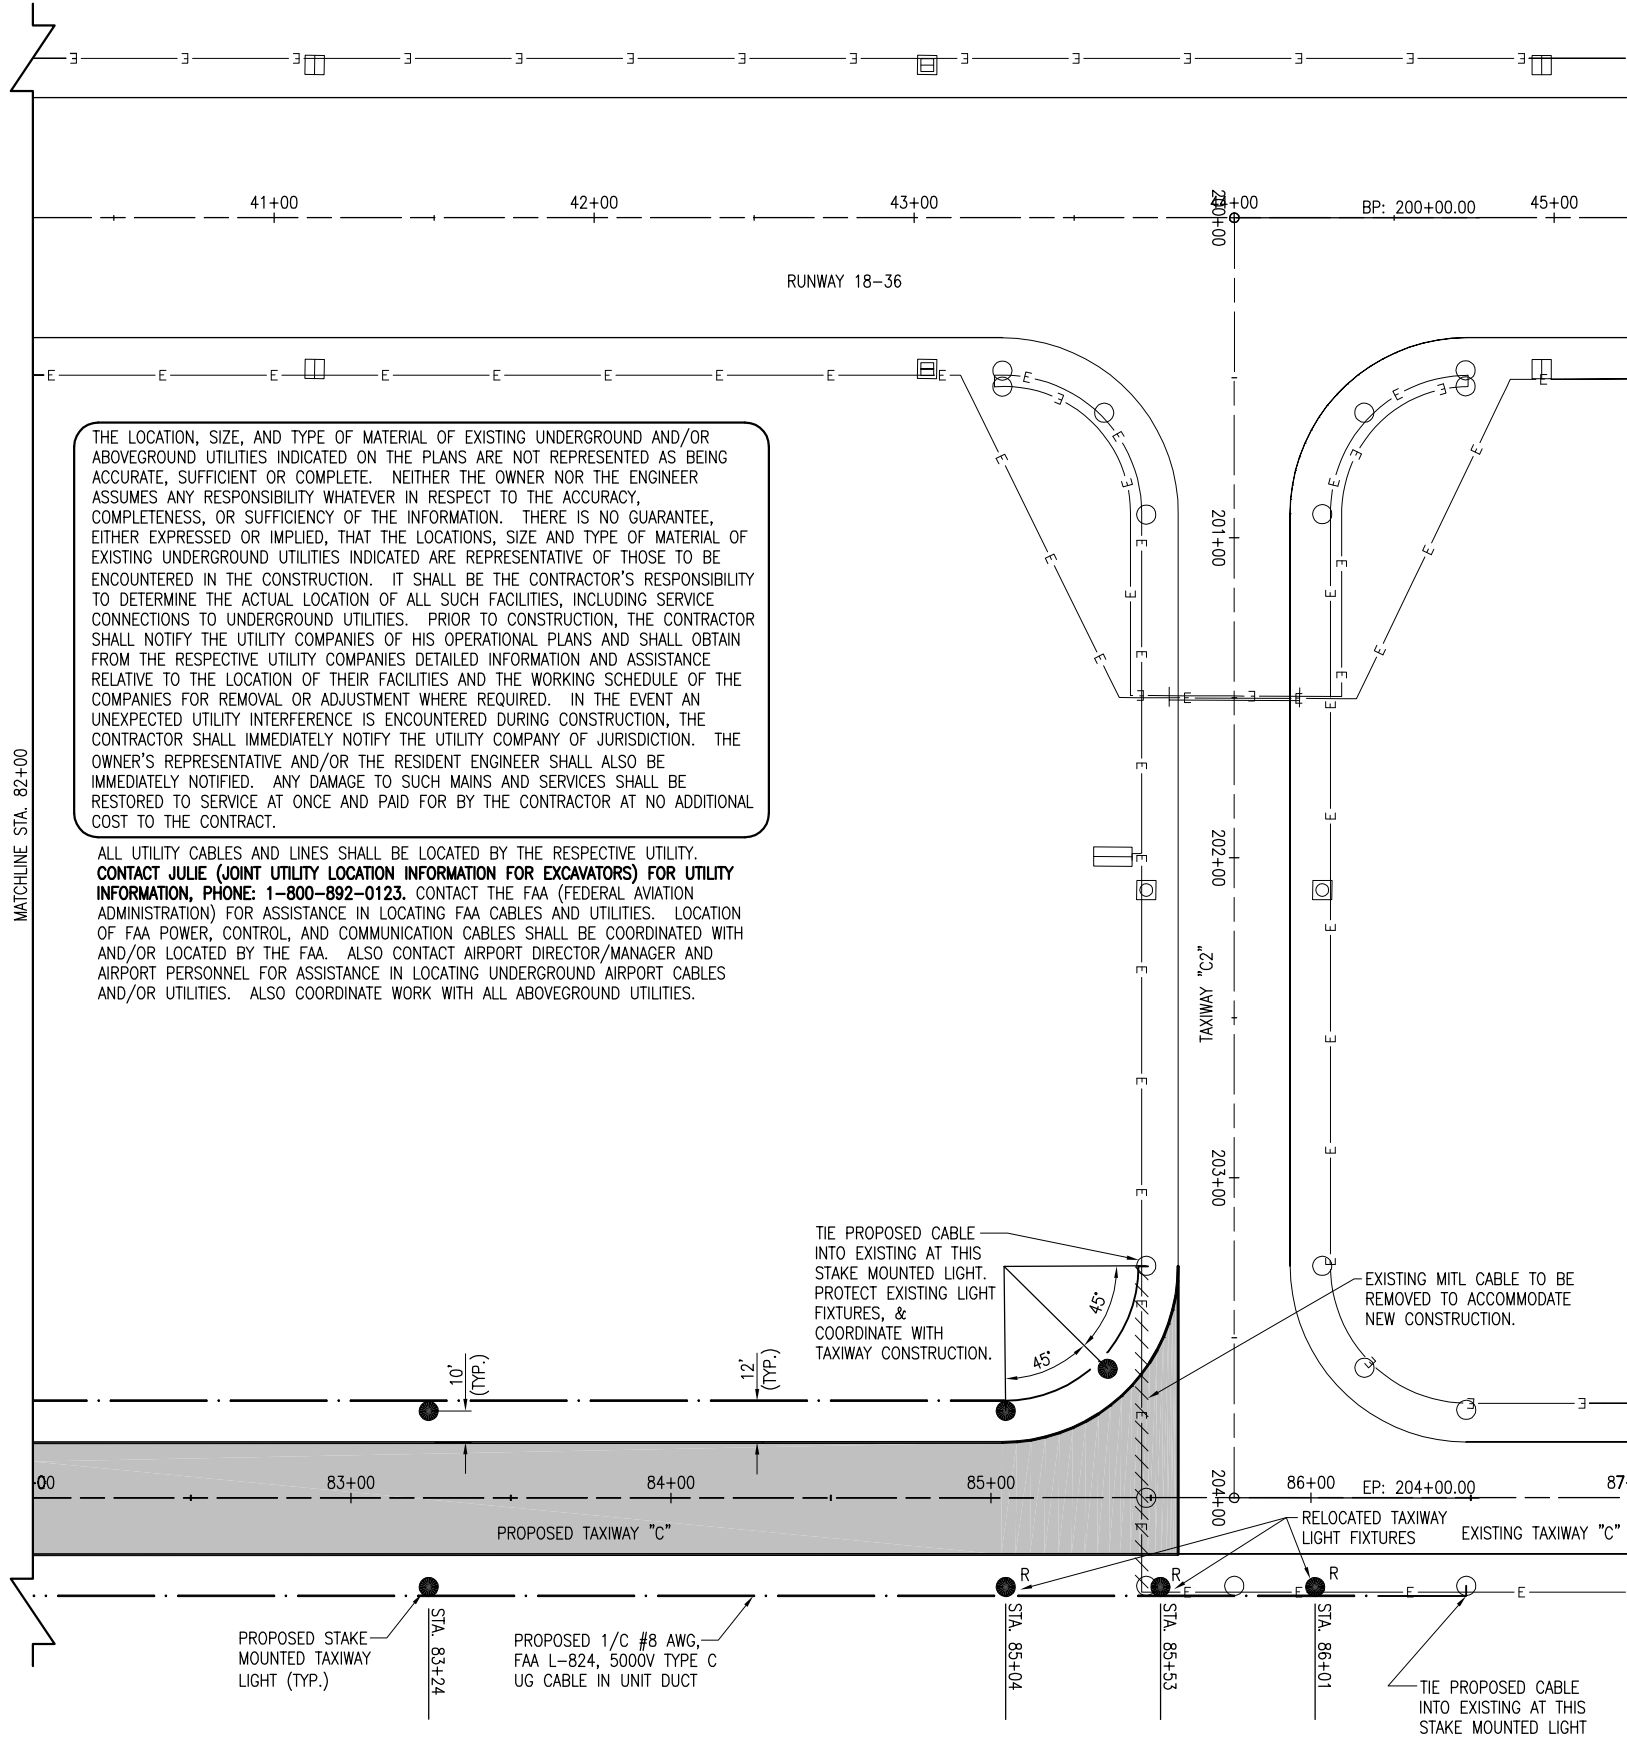 41+00
42+00
43+00
44+00
45+00
BP: 200+00.00
200+00
RUNWAY 18-36
THE LOCATION, SIZE, AND TYPE OF MATERIAL OF EXISTING UNDERGROUND AND/OR
ABOVEGROUND UTILITIES INDICATED ON THE PLANS ARE NOT REPRESENTED AS BEING
ACCURATE, SUFFICIENT OR COMPLETE. NEITHER THE OWNER NOR THE ENGINEER
ASSUMES ANY RESPONSIBILITY WHATEVER IN RESPECT TO THE ACCURACY,
COMPLETENESS, OR SUFFICIENCY OF THE INFORMATION. THERE IS NO GUARANTEE,
EITHER EXPRESSED OR IMPLIED, THAT THE LOCATIONS, SIZE AND TYPE OF MATERIAL OF
EXISTING UNDERGROUND UTILITIES INDICATED ARE REPRESENTATIVE OF THOSE TO BE
ENCOUNTERED IN THE CONSTRUCTION. IT SHALL BE THE CONTRACTOR'S RESPONSIBILITY
TO DETERMINE THE ACTUAL LOCATION OF ALL SUCH FACILITIES, INCLUDING SERVICE
CONNECTIONS TO UNDERGROUND UTILITIES. PRIOR TO CONSTRUCTION, THE CONTRACTOR
SHALL NOTIFY THE UTILITY COMPANIES OF HIS OPERATIONAL PLANS AND SHALL OBTAIN
FROM THE RESPECTIVE UTILITY COMPANIES DETAILED INFORMATION AND ASSISTANCE
RELATIVE TO THE LOCATION OF THEIR FACILITIES AND THE WORKING SCHEDULE OF THE
COMPANIES FOR REMOVAL OR ADJUSTMENT WHERE REQUIRED. IN THE EVENT AN
UNEXPECTED UTILITY INTERFERENCE IS ENCOUNTERED DURING CONSTRUCTION, THE
CONTRACTOR SHALL IMMEDIATELY NOTIFY THE UTILITY COMPANY OF JURISDICTION. THE
OWNER'S REPRESENTATIVE AND/OR THE RESIDENT ENGINEER SHALL ALSO BE
IMMEDIATELY NOTIFIED. ANY DAMAGE TO SUCH MAINS AND SERVICES SHALL BE
RESTORED TO SERVICE AT ONCE AND PAID FOR BY THE CONTRACTOR AT NO ADDITIONAL
COST TO THE CONTRACT.
ALL UTILITY CABLES AND LINES SHALL BE LOCATED BY THE RESPECTIVE UTILITY.
CONTACT JULIE (JOINT UTILITY LOCATION INFORMATION FOR EXCAVATORS) FOR UTILITY
INFORMATION, PHONE: 1-800-892-0123. CONTACT THE FAA (FEDERAL AVIATION
ADMINISTRATION) FOR ASSISTANCE IN LOCATING FAA CABLES AND UTILITIES. LOCATION
OF FAA POWER, CONTROL, AND COMMUNICATION CABLES SHALL BE COORDINATED WITH
AND/OR LOCATED BY THE FAA. ALSO CONTACT AIRPORT DIRECTOR/MANAGER AND
AIRPORT PERSONNEL FOR ASSISTANCE IN LOCATING UNDERGROUND AIRPORT CABLES
AND/OR UTILITIES. ALSO COORDINATE WORK WITH ALL ABOVEGROUND UTILITIES.
MATCHLINE STA. 82+00
201+00
202+00
TAXIWAY "C2"
203+00
204+00
TIE PROPOSED CABLE
INTO EXISTING AT THIS
STAKE MOUNTED LIGHT.
PROTECT EXISTING LIGHT
FIXTURES, &
COORDINATE WITH
TAXIWAY CONSTRUCTION.
45°
45°
EXISTING MITL CABLE TO BE
REMOVED TO ACCOMMODATE
NEW CONSTRUCTION.
10'
(TYP.)
12'
(TYP.)
00
83+00
84+00
85+00
86+00
EP: 204+00.00
87
PROPOSED TAXIWAY "C"
RELOCATED TAXIWAY
LIGHT FIXTURES
EXISTING TAXIWAY "C"
R
R
R
STA. 83+24
STA. 85+04
STA. 85+53
STA. 86+01
PROPOSED STAKE
MOUNTED TAXIWAY
LIGHT (TYP.)
PROPOSED 1/C #8 AWG,
FAA L-824, 5000V TYPE C
UG CABLE IN UNIT DUCT
TIE PROPOSED CABLE
INTO EXISTING AT THIS
STAKE MOUNTED LIGHT